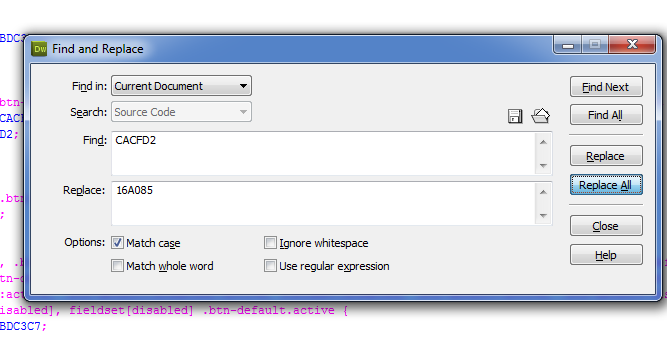 BDC3
Dw Find and Replace
Find in: Current Document Find Next
Search: Source Code Find All
Find: CACFD2
Replace
Replace: 16A085 Replace All
Close
Options: Match case Ignore whitespace
Match whole word Use regular expression Help
btn-
CACF
D2;
.btn
;
, .b
tn-d
:act
isabled], fieldset[disabled] .btn-default.active {
BDC3C7;